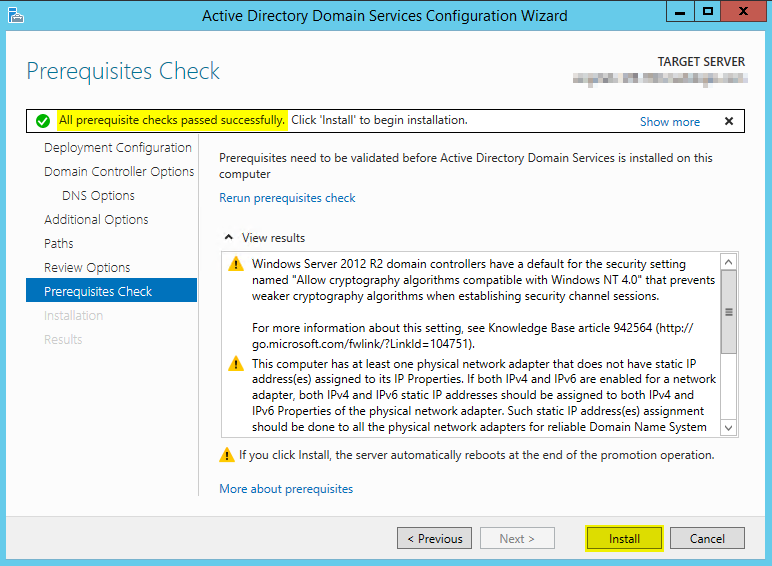 Active Directory Domain Services Configuration Wizard
Prerequisites Check
TARGET SERVER
All prerequisite checks passed successfully. Click 'Install' to begin installation.
Show more
Deployment Configuration
Domain Controller Options
DNS Options
Additional Options
Paths
Review Options
Prerequisites Check
Installation
Results
Prerequisites need to be validated before Active Directory Domain Services is installed on this
computer
Rerun prerequisites check
View results
Windows Server 2012 R2 domain controllers have a default for the security setting
named "Allow cryptography algorithms compatible with Windows NT 4.0" that prevents
weaker cryptography algorithms when establishing security channel sessions.
For more information about this setting, see Knowledge Base article 942564 (http://
go.microsoft.com/fwlink/?LinkId=104751).
This computer has at least one physical network adapter that does not have static IP
address(es) assigned to its IP Properties. If both IPv4 and IPv6 are enabled for a network
adapter, both IPv4 and IPv6 static IP addresses should be assigned to both IPv4 and
IPv6 Properties of the physical network adapter. Such static IP address(es) assignment
should be done to all the physical network adapters for reliable Domain Name System
If you click Install, the server automatically reboots at the end of the promotion operation.
More about prerequisites
< Previous
Next >
Install
Cancel